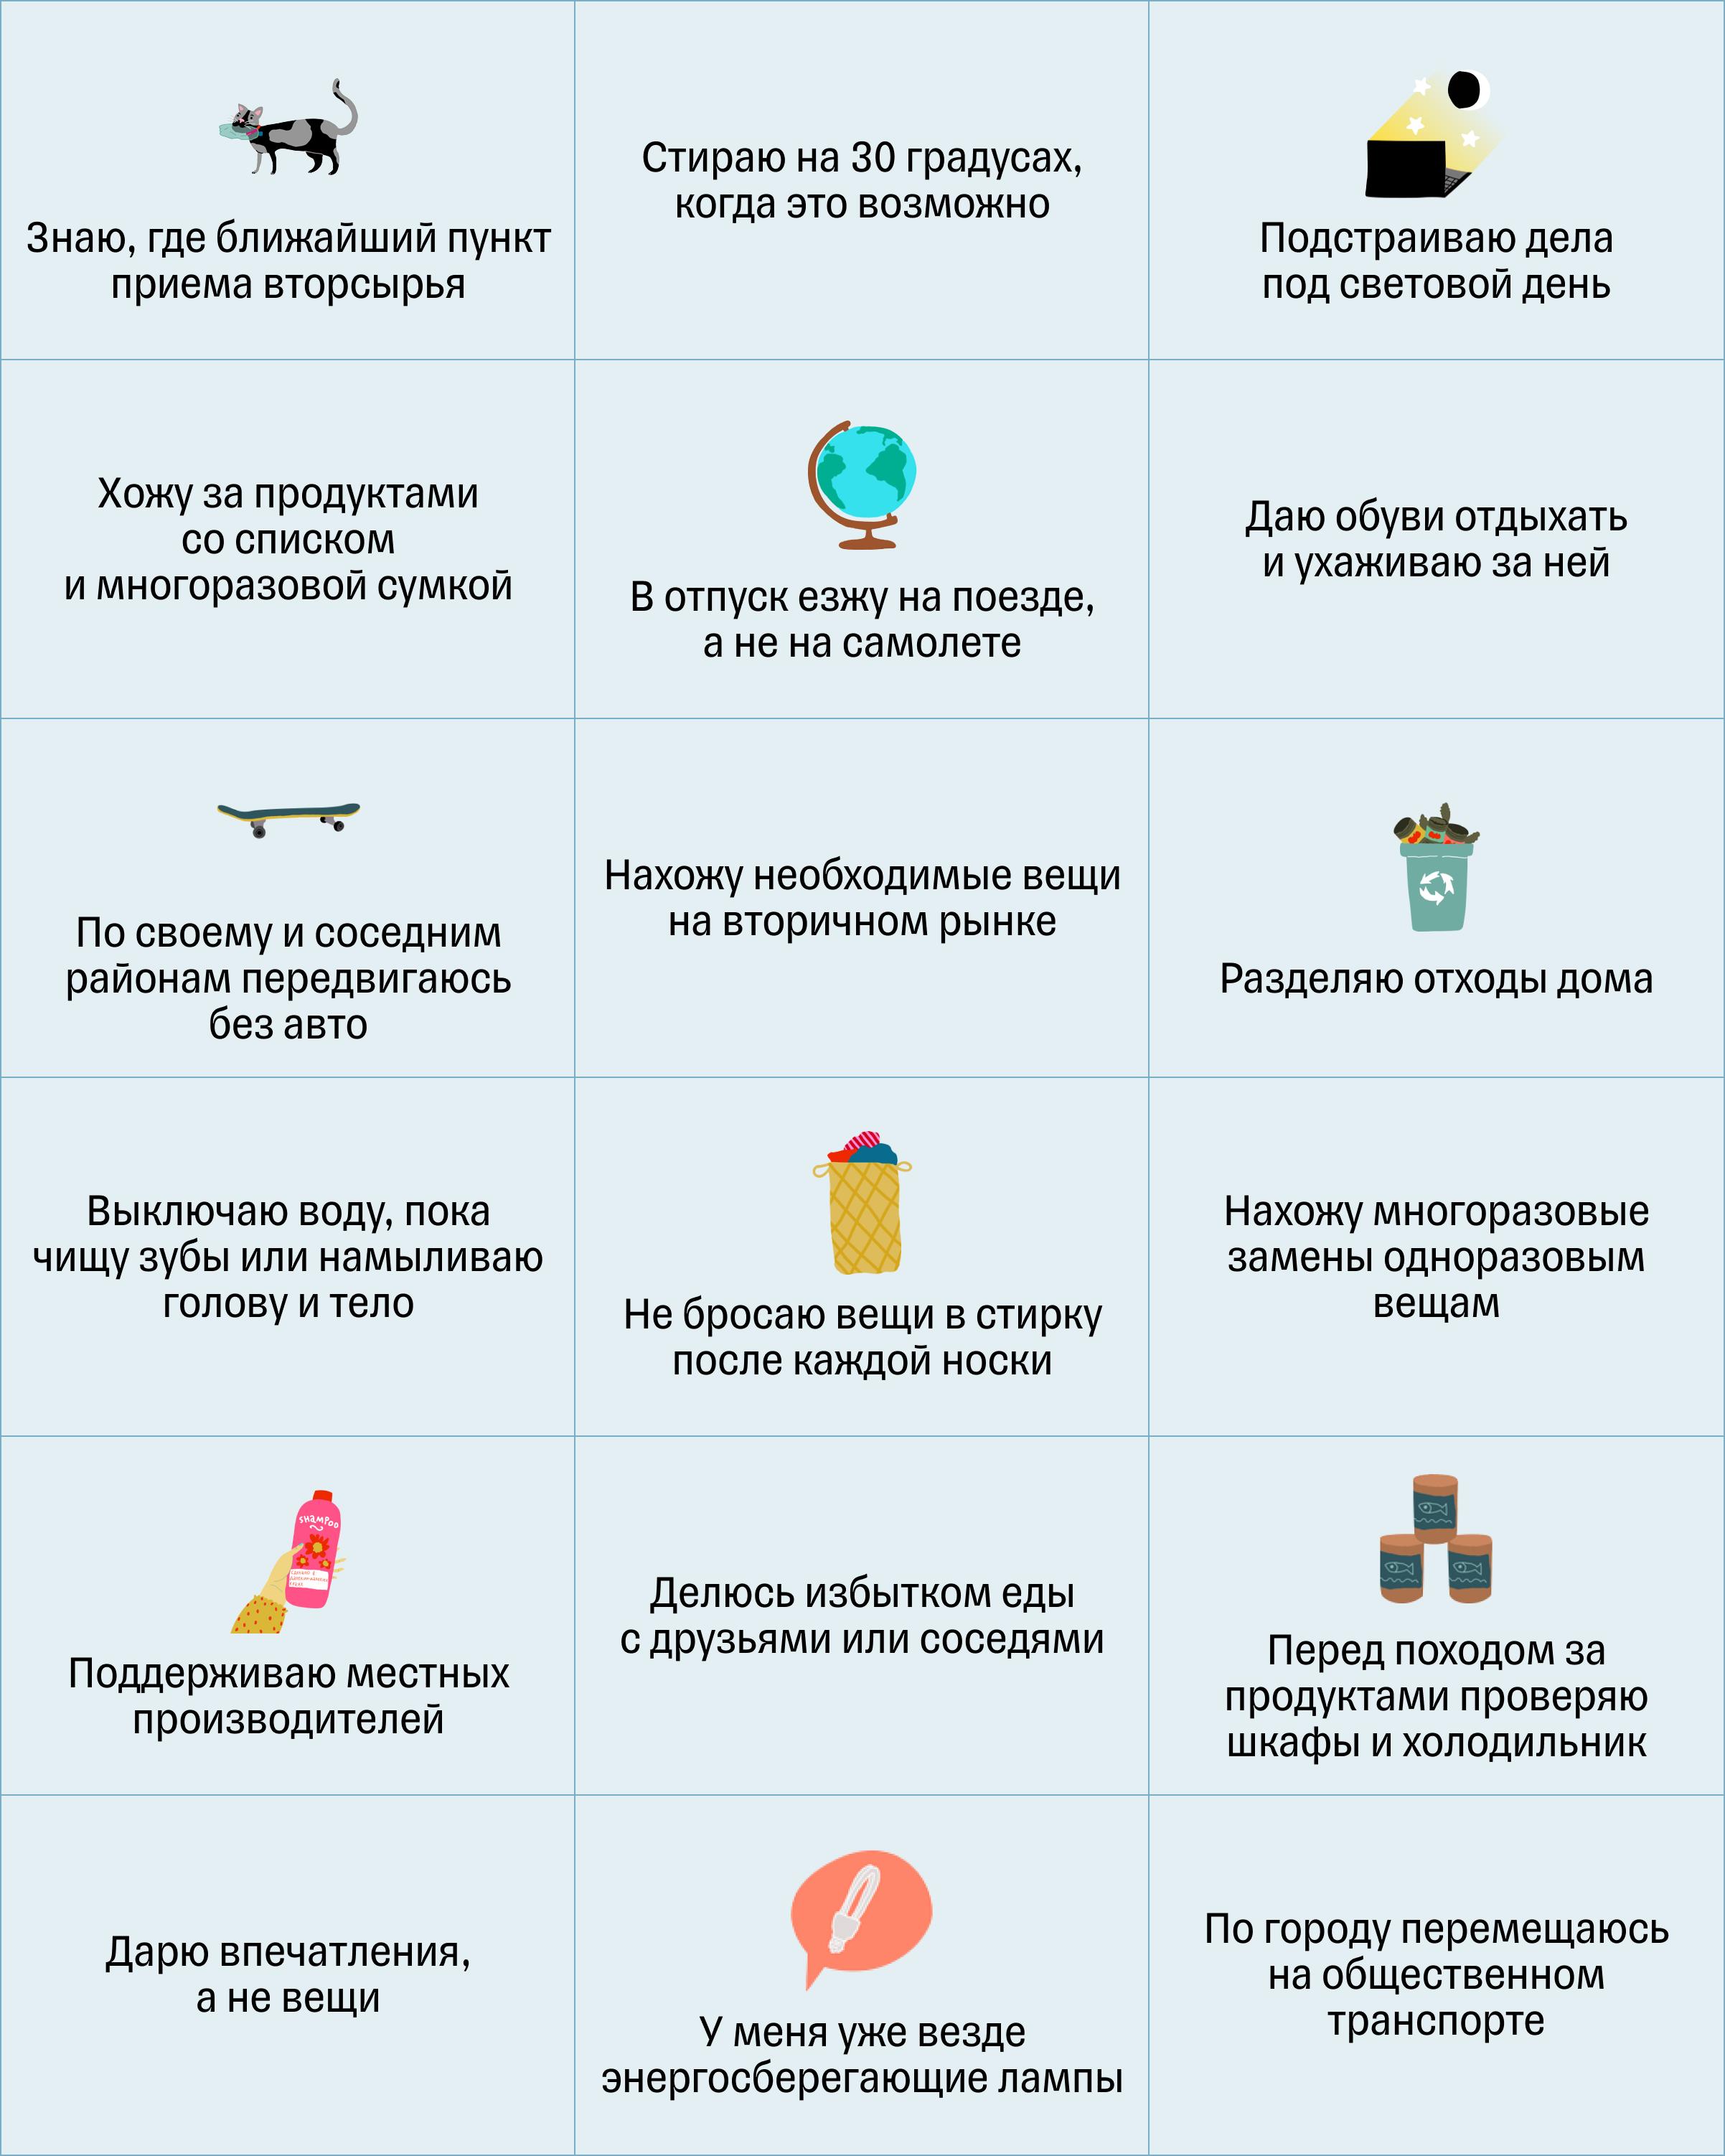 Знаю, где ближайший пункт
приема вторсырья
Стираю на 30 градусах,
когда это возможно
Подстраиваю дела
под световой день
Хожу за продуктами
со списком
и многоразовой сумкой
В отпуск езжу на поезде,
а не на самолете
Даю обуви отдыхать
и ухаживаю за ней
По своему и соседним
районам передвигаюсь
без авто
Нахожу необходимые вещи
на вторичном рынке
Разделяю отходы дома
Выключаю воду, пока
чищу зубы или намыливаю
голову и тело
Не бросаю вещи в стирку
после каждой носки
Нахожу многоразовые
замены одноразовым
вещам
SHAMPOO
Поддерживаю местных
производителей
Делюсь избытком еды
с друзьями или соседями
Перед походом за
продуктами проверяю
шкафы и холодильник
Дарю впечатления,
а не вещи
У меня уже везде
энергосберегающие лампы
По городу перемещаюсь
на общественном
транспорте